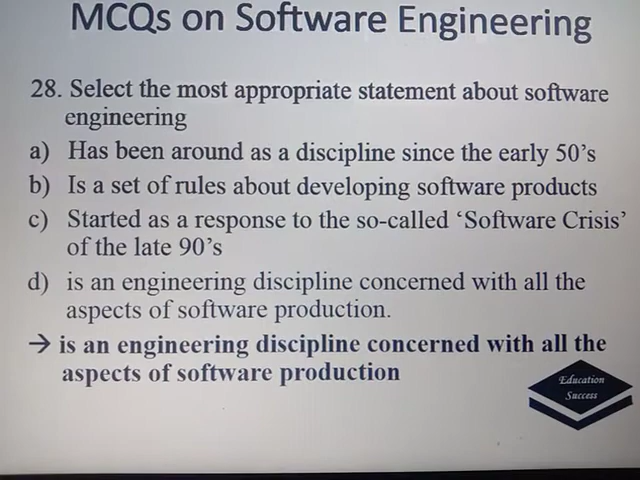 MCQs on Software Engineering
28. Select the most appropriate statement about software
engineering
a) Has been around as a discipline since the early 50’s
b) Is a set of rules about developing software products
c) Started as a response to the so-called ‘Software Crisis’
of the late 90’s
d) is an engineering discipline concerned with all the
aspects of software production.
→ is an engineering discipline concerned with all the
aspects of software production
Education
Success